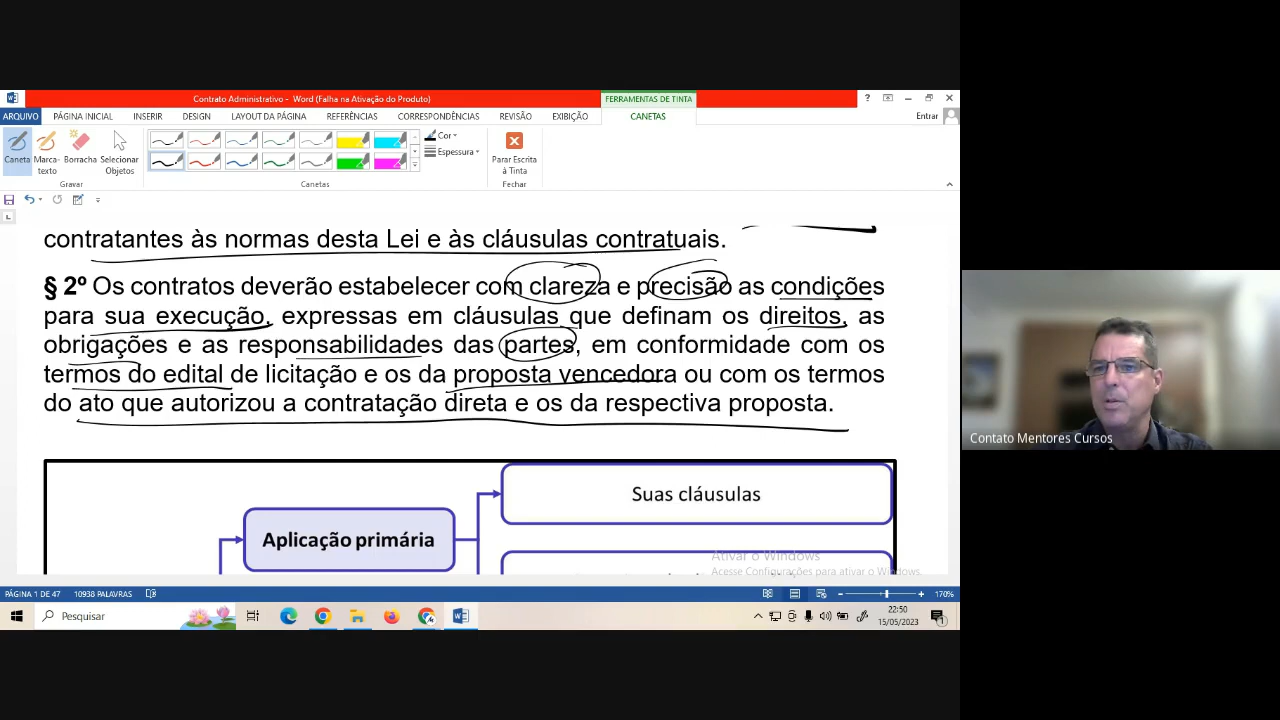 Contrato Administrativo - Word (Falha na Ativação do Produto)
FERRAMENTAS DE TINTA
ARQUIVO PÁGINA INICIAL INSERIR DESIGN LAYOUT DA PÁGINA REFERÊNCIAS CORRESPONDÊNCIAS REVISÃO EXIBIÇÃO CANETAS Entrar
Caneta Marca-texto Borracha Selecionar Objetos
Cor
Espessura
Parar Escrita à Tinta
Gravar Canetas Fechar
contratantes às normas desta Lei e às cláusulas contratuais.
§ 2º Os contratos deverão estabelecer com clareza e precisão as condições
para sua execução, expressas em cláusulas que definam os direitos, as
obrigações e as responsabilidades das partes, em conformidade com os
termos do edital de licitação e os da proposta vencedora ou com os termos
do ato que autorizou a contratação direta e os da respectiva proposta.
Suas cláusulas
Aplicação primária
Ativar o Windows
Acesse Configurações para ativar o Windows.
PÁGINA 1 DE 47 10938 PALAVRAS 170%
Pesquisar
22:50
15/05/2023
Contato Mentores Cursos